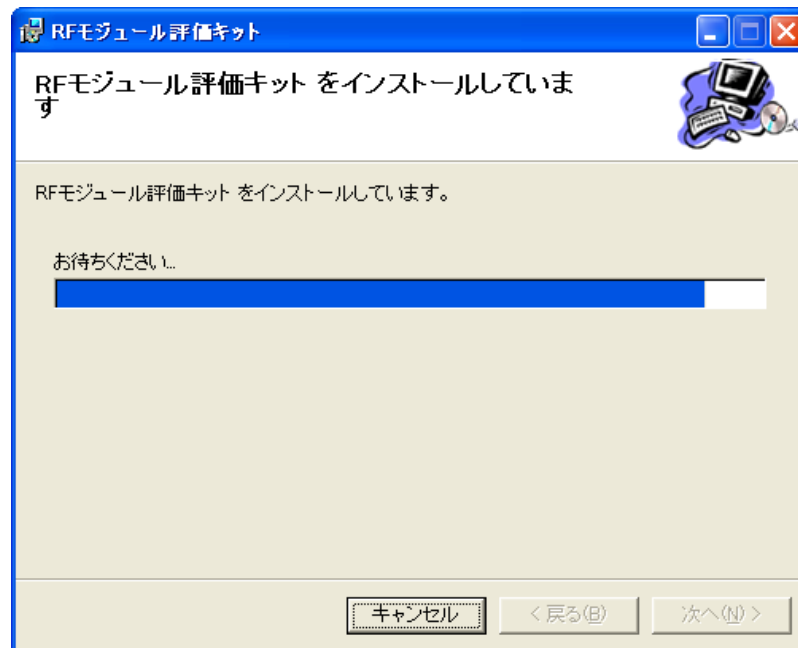 RFモジュール評価キット
RFモジュール評価キット をインストールしていま
す
RFモジュール評価キット をインストールしています。
お待ちください...
キャンセル
< 戻る(B)
次へ(N) >